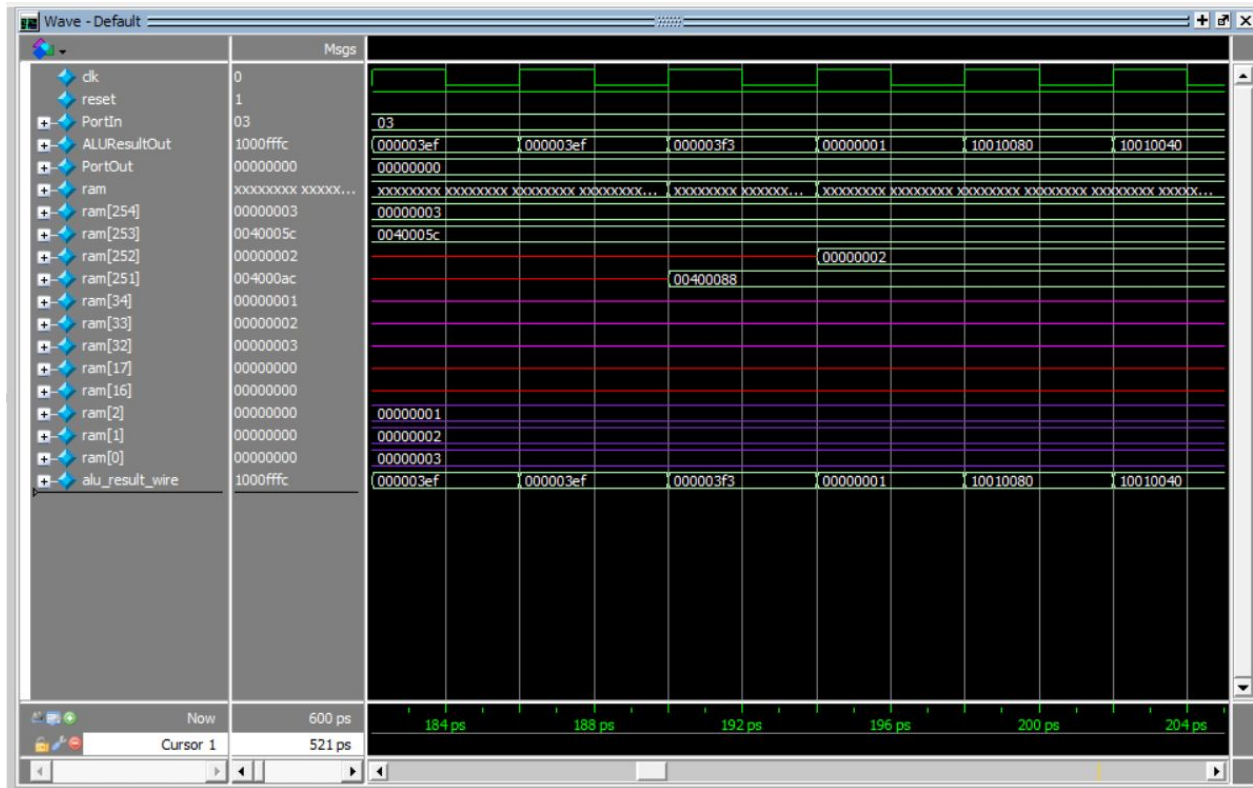 Wave - Default
Msgs
clk 0
reset 1
PortIn 03 03
ALUResultOut 1000fffc 000003ef 000003ef 000003f3 00000001 10010080 10010040
PortOut 00000000 00000000
ram xxxxxxxx xxxxx... xxxxxxxx xxxxxxxx xxxxxxxx xxxxxxxx... xxxxxxxx xxxxxx... xxxxxxxx xxxxxxxx xxxxxxxx xxxxxxxx xxxxxxxx xxxxx...
ram[254] 00000003 00000003
ram[253] 0040005c 0040005c
ram[252] 00000002 00000002
ram[251] 004000ac 00400088
ram[34] 00000001
ram[33] 00000002
ram[32] 00000003
ram[17] 00000000
ram[16] 00000000
ram[2] 00000000 00000001
ram[1] 00000000 00000002
ram[0] 00000000 00000003
alu_result_wire 1000fffc 000003ef 000003ef 000003f3 00000001 10010080 10010040
Now 600 ps 184 ps 188 ps 192 ps 196 ps 200 ps 204 ps
Cursor 1 521 ps